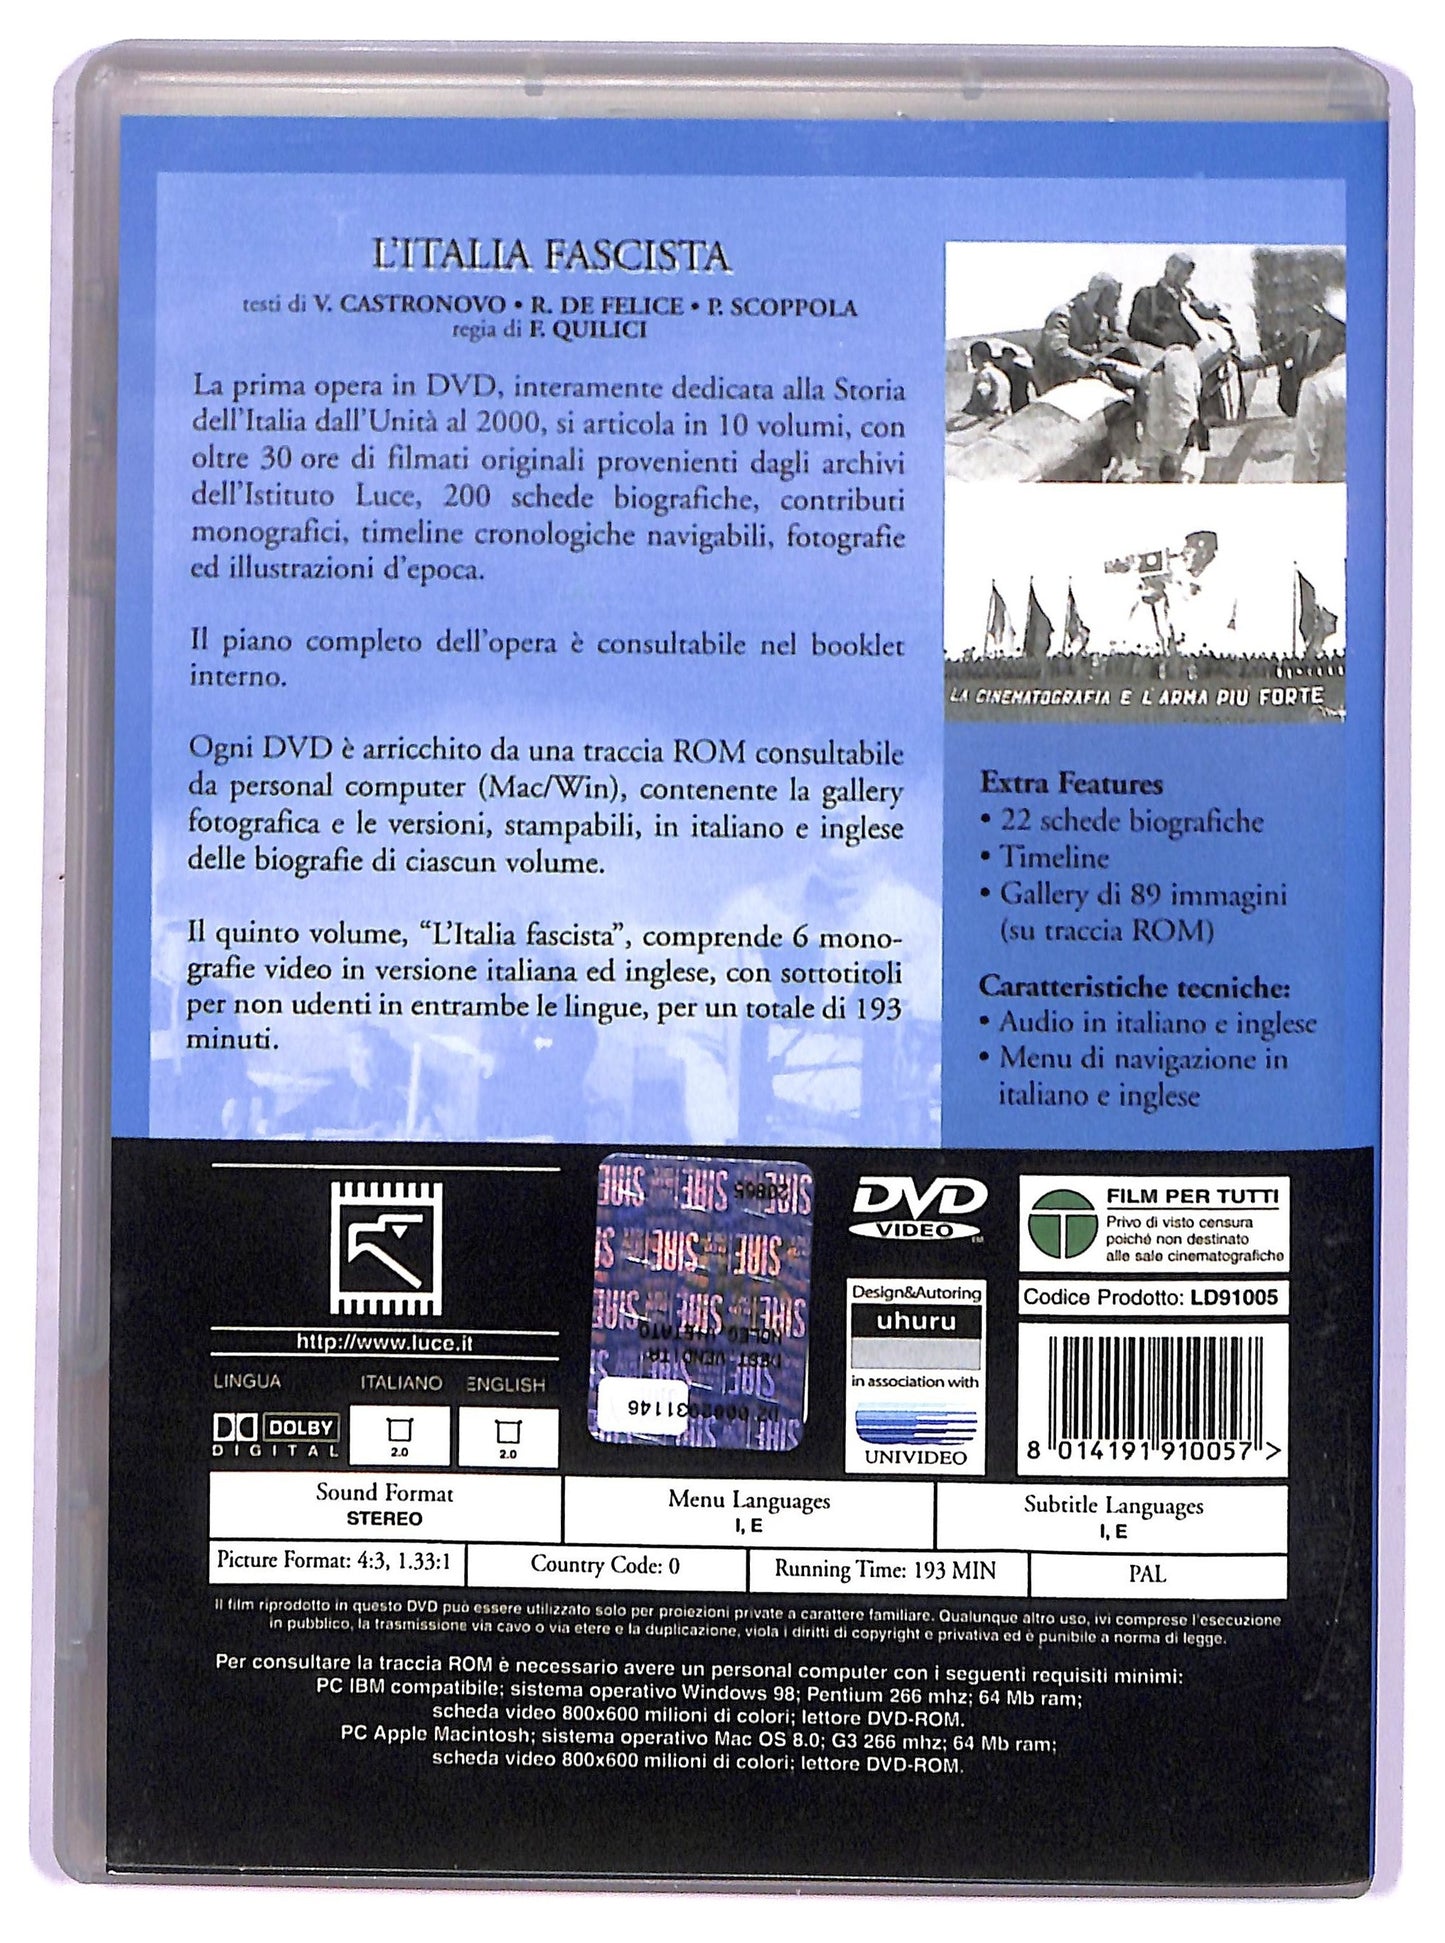 L'ITALIA FASCISTA
testi di V. CASTRONOVO • R. DE FELICE • P. SCOPPOLA
regia di F. QUILICI
La prima opera in DVD, interamente dedicata alla Storia
dell'Italia dall'Unità al 2000, si articola in 10 volumi, con
oltre 30 ore di filmati originali provenienti dagli archivi
dell'Istituto Luce, 200 schede biografiche, contributi
monografici, timeline cronologiche navigabili, fotografie
ed illustrazioni d'epoca.
Il piano completo dell'opera è consultabile nel booklet
interno.
Ogni DVD è arricchito da una traccia ROM consultabile
da personal computer (Mac/Win), contenente la gallery
fotografica e le versioni, stampabili, in italiano e inglese
delle biografie di ciascun volume.
Il quinto volume, “L'Italia fascista”, comprende 6 mono-
grafie video in versione italiana ed inglese, con sottotitoli
per non udenti in entrambe le lingue, per un totale di 193
minuti.
LA CINEMATOGRAFIA E L'ARMA PIÙ FORTE
Extra Features
• 22 schede biografiche
• Timeline
• Gallery di 89 immagini
(su traccia ROM)
Caratteristiche tecniche:
• Audio in italiano e inglese
• Menu di navigazione in
italiano e inglese
http://www.luce.it
LINGUA ITALIANO ENGLISH
DOLBY
DIGITAL
2.0 2.0
SIRE
20865
NOLEG. VIETATO
DEST. VENDITA
31146
DVD
VIDEO
Design&Autoring
uhuru
in association with
UNIVIDEO
T
FILM PER TUTTI
Privo di visto censura
poiché non destinato
alle sale cinematografiche
Codice Prodotto: LD91005
8 014191 910057 >
Sound Format
STEREO
Menu Languages
I, E
Subtitle Languages
I, E
Picture Format: 4:3, 1.33:1
Country Code: 0
Running Time: 193 MIN
PAL
Il film riprodotto in questo DVD può essere utilizzato solo per proiezioni private a carattere familiare. Qualunque altro uso, ivi comprese l'esecuzione
in pubblico, la trasmissione via cavo o via etere e la duplicazione, viola i diritti di copyright e privativa ed è punibile a norma di legge.
Per consultare la traccia ROM è necessario avere un personal computer con i seguenti requisiti minimi:
PC IBM compatibile; sistema operativo Windows 98; Pentium 266 mhz; 64 Mb ram;
scheda video 800x600 milioni di colori; lettore DVD-ROM.
PC Apple Macintosh; sistema operativo Mac OS 8.0; G3 266 mhz; 64 Mb ram;
scheda video 800x600 milioni di colori; lettore DVD-ROM.